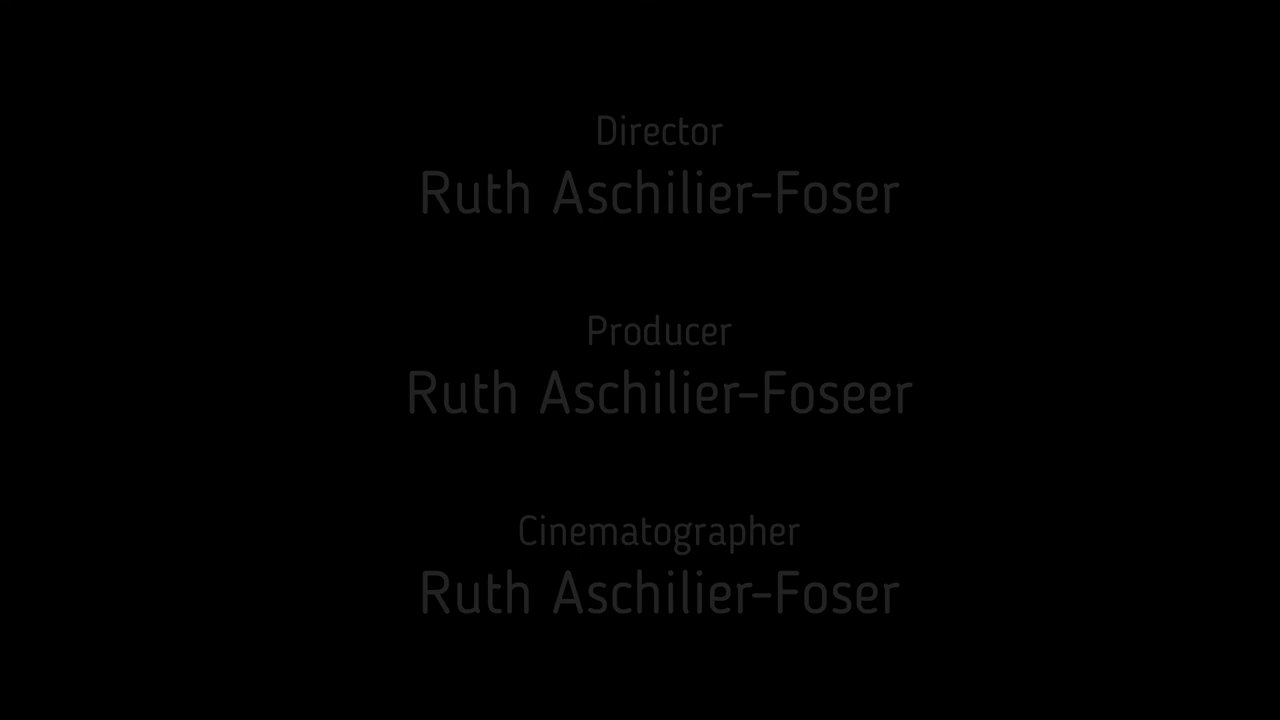 Director
Ruth Aschilier-Foser
Producer
Ruth Aschilier-Foseer
Cinematographer
Ruth Aschilier-Foser